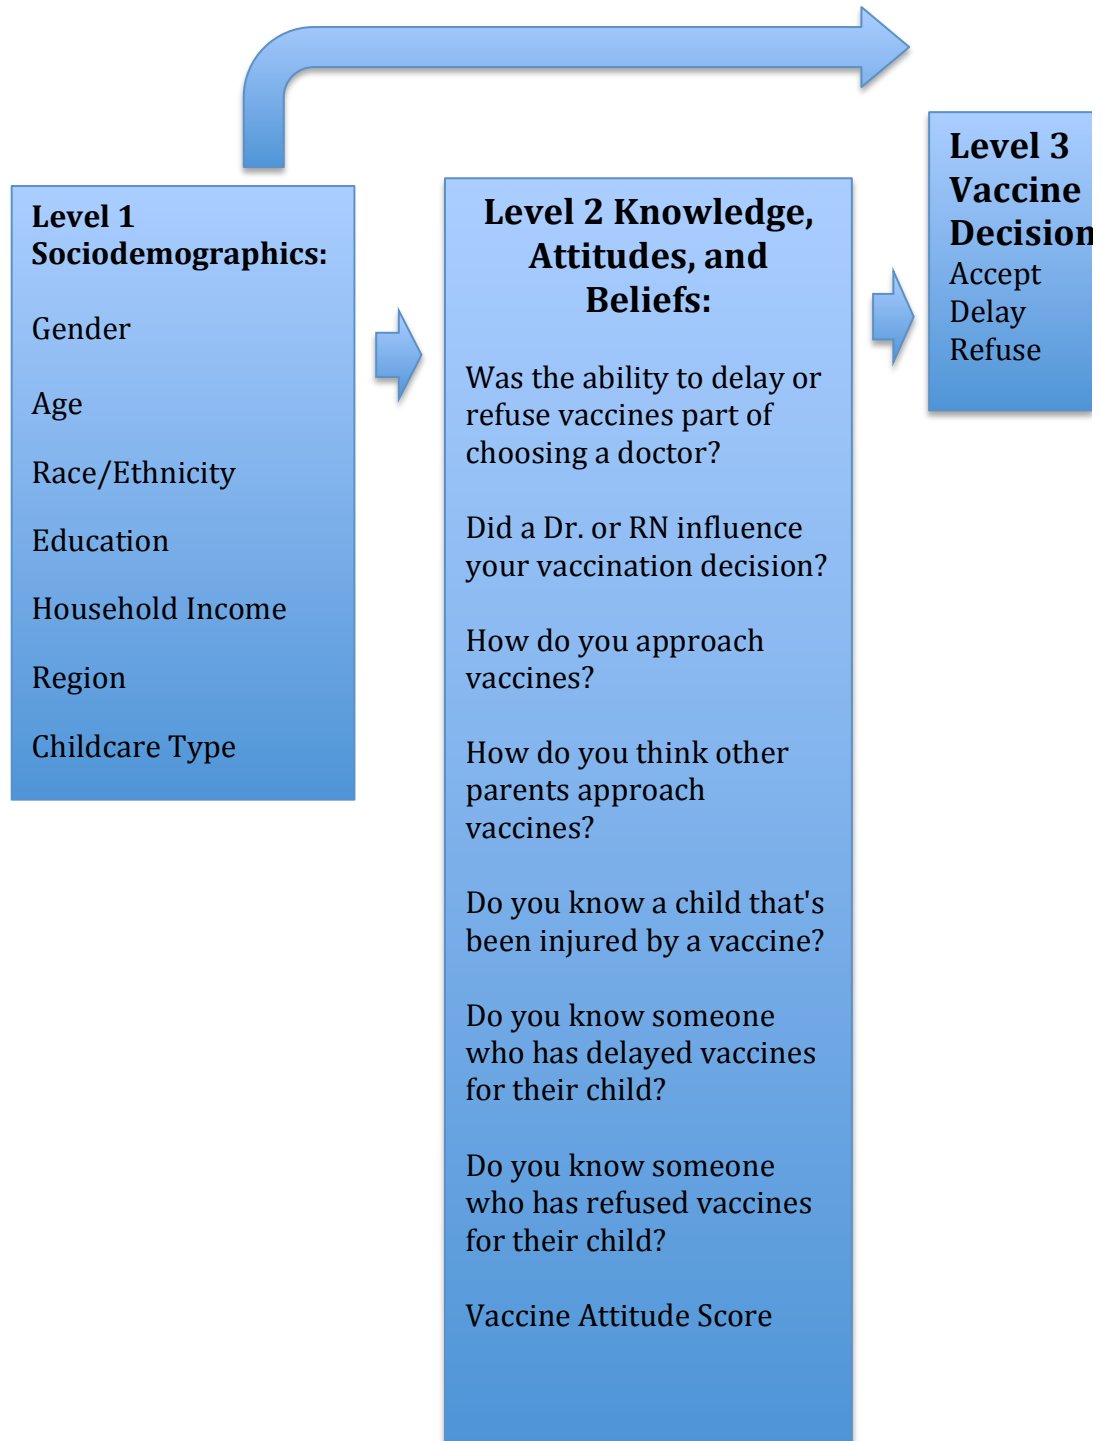 Level 1
Sociodemographics:
Gender
Age
Race/Ethnicity
Education
Household Income
Region
Childcare Type
Level 2 Knowledge,
Attitudes, and
Beliefs:
Was the ability to delay or
refuse vaccines part of
choosing a doctor?
Did a Dr. or RN influence
your vaccination decision?
How do you approach
vaccines?
How do you think other
parents approach
vaccines?
Do you know a child that's
been injured by a vaccine?
Do you know someone
who has delayed vaccines
for their child?
Do you know someone
who has refused vaccines
for their child?
Vaccine Attitude Score
Level 3
Vaccine
Decision
Accept
Delay
Refuse